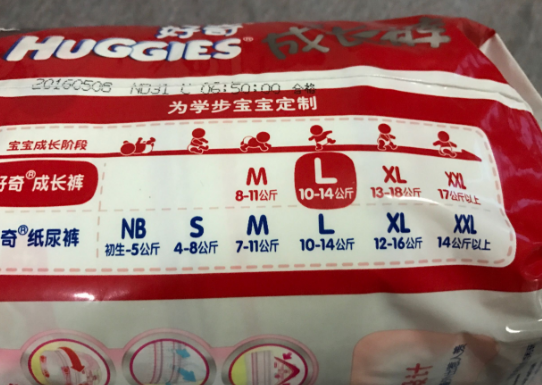 好奇
HUGGIES® 成长裤
20160508 ND31 L 06:50:00 合格
为学步宝宝定制
宝宝成长阶段
好奇®成长裤
M L XL XXL
8-11公斤 10-14公斤 13-18公斤 17公斤以上
奇®纸尿裤
NB S M L XL XXL
初生-5公斤 4-8公斤 7-11公斤 10-14公斤 12-16公斤 14公斤以上